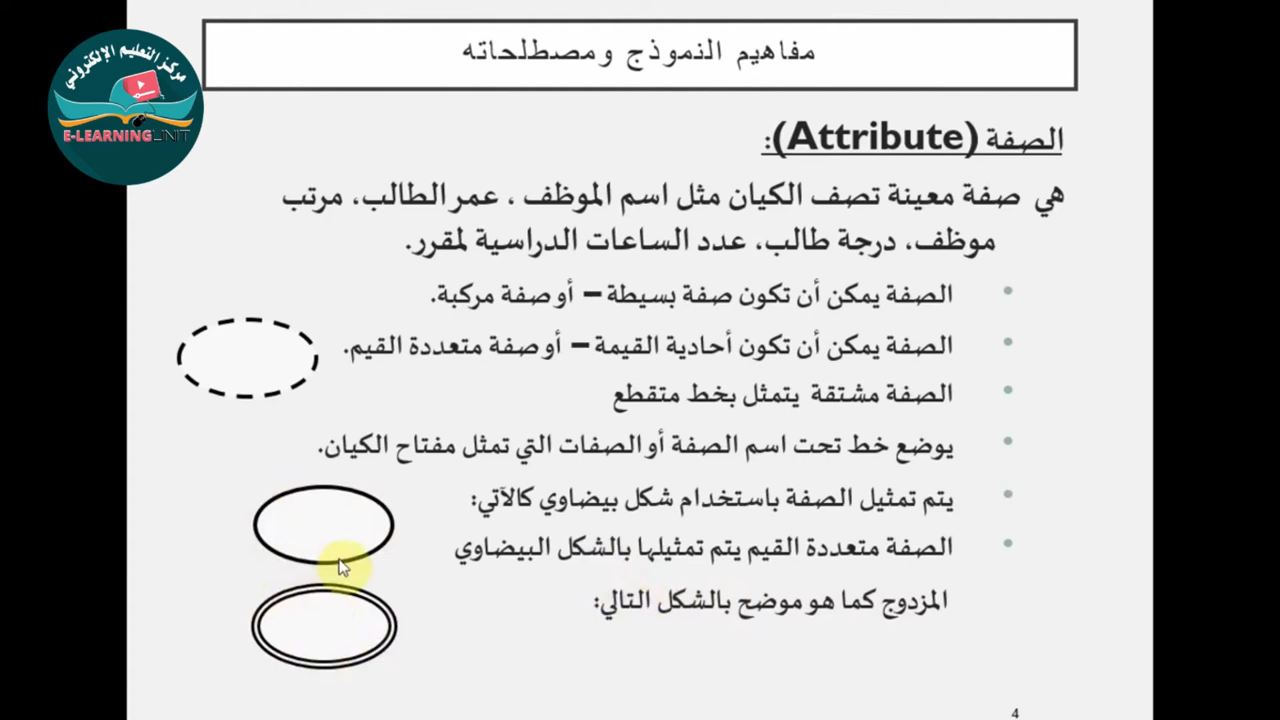 مركز التعليم الإلكتروني
E-LEARNING UNIT
مفاهيم النموذج ومصطلحاته
الصفة (Attribute):
هي صفة معينة تصف الكيان مثل اسم الموظف ، عمر الطالب، مرتب
موظف، درجة طالب، عدد الساعات الدراسية لمقرر.
الصفة يمكن أن تكون صفة بسيطة – أو صفة مركبة.
الصفة يمكن أن تكون أحادية القيمة – أو صفة متعددة القيم.
الصفة مشتقة يتمثل بخط متقطع
يوضع خط تحت اسم الصفة أو الصفات التي تمثل مفتاح الكيان.
يتم تمثيل الصفة باستخدام شكل بيضاوي كالآتي:
الصفة متعددة القيم يتم تمثيلها بالشكل البيضاوي
المزدوج كما هو موضح بالشكل التالي:
4